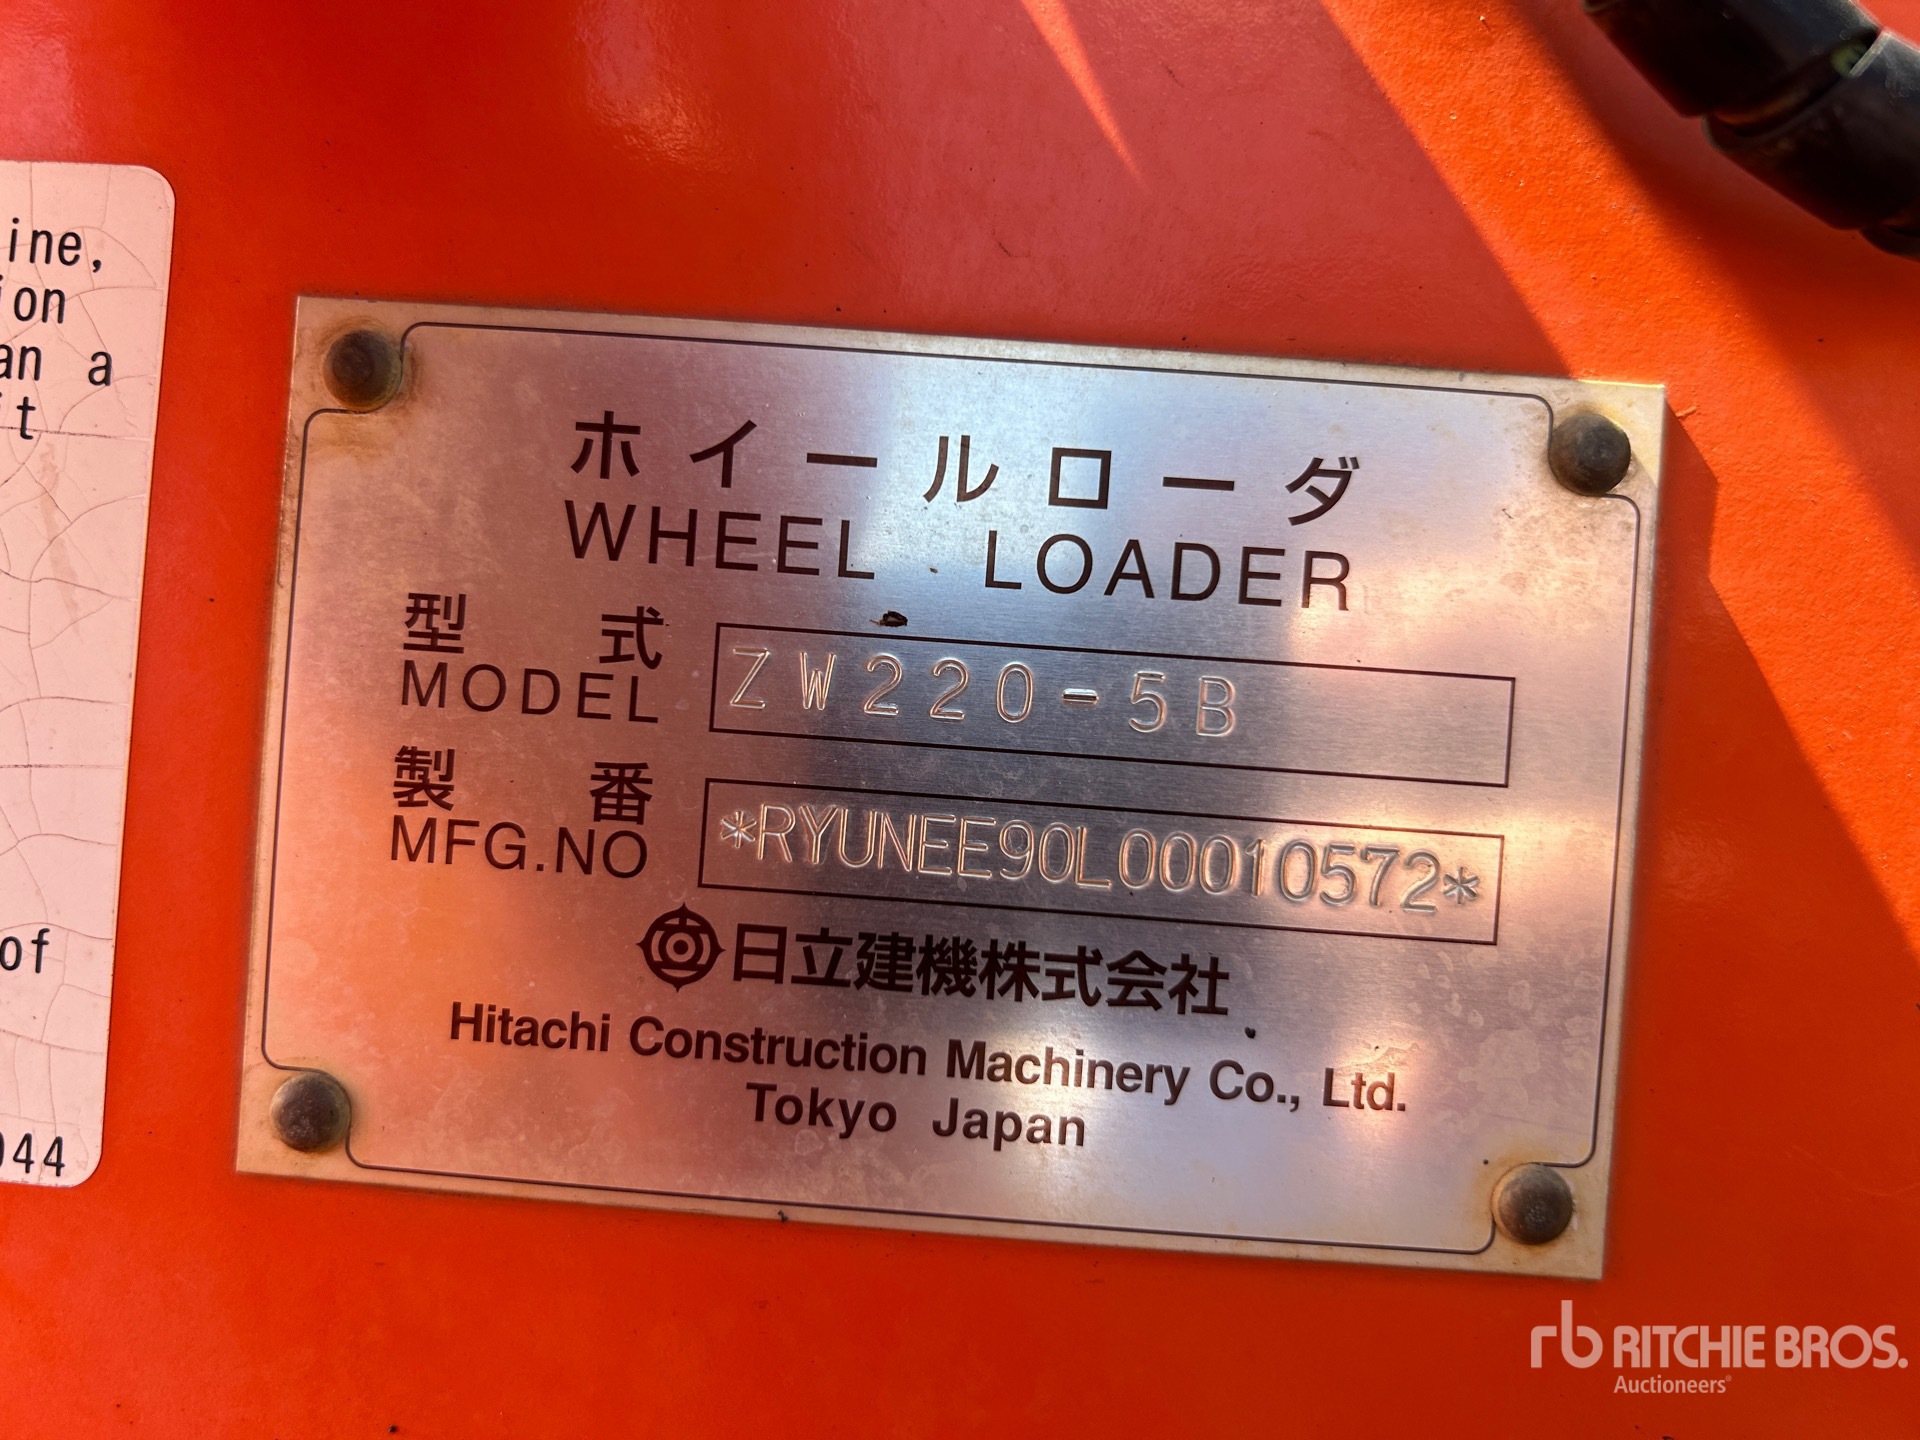 ine,
ion
an a
it
of
044
ホイールローダ
WHEEL LOADER
型式
MODEL ZW220-5B
製番
MFG.NO *RYUNEE90L00010572*
日立建機株式会社
Hitachi Construction Machinery Co., Ltd.
Tokyo Japan
rb RITCHIE BROS.
Auctioneers